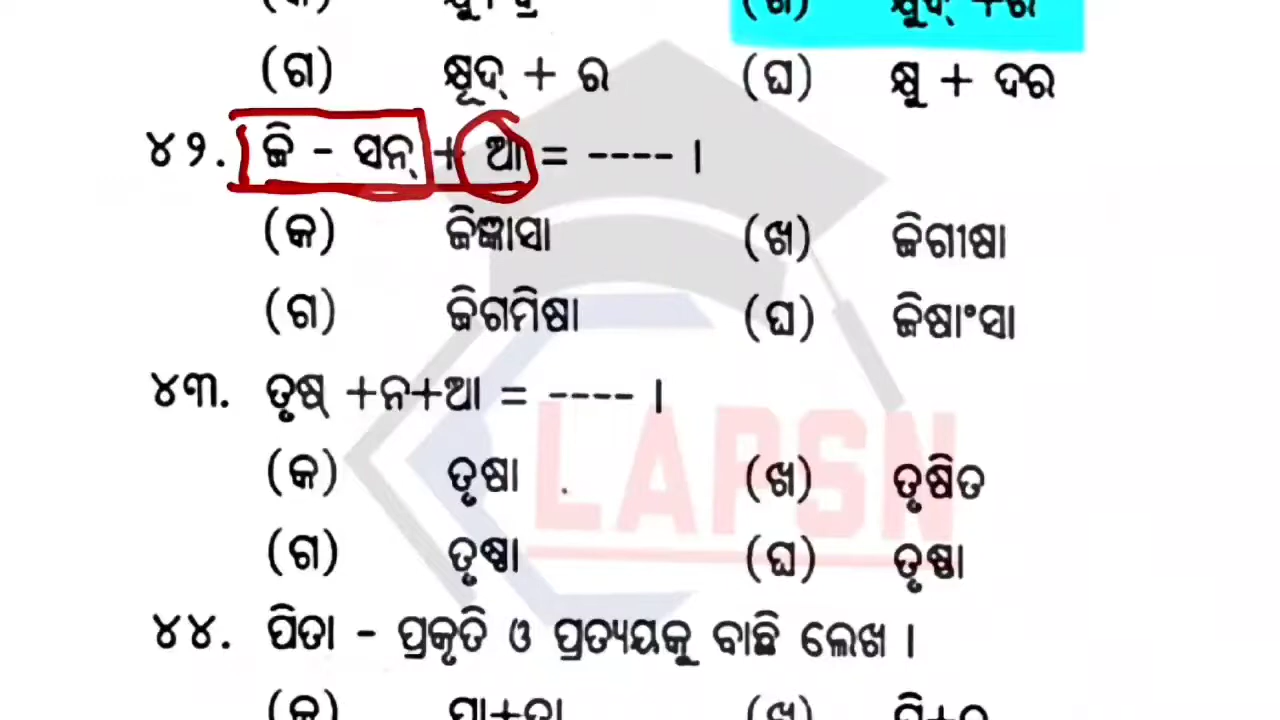 (ଖ) କ୍ଷୁଦ୍ +ର
(ଗ) କ୍ଷୂଦ୍ + ର (ଘ) କ୍ଷୁ + ଦର
୪୨. ଜି - ସନ୍ + ଆ = ---- ।
(କ) ଜିଜ୍ଞାସା (ଖ) ଜିଗୀଷା
(ଗ) ଜିଗମିଷା (ଘ) ଜିଷାଂସା
୪୩. ତୃଷ୍ +ନ+ଆ = ---- ।
(କ) ତୃଷା (ଖ) ତୃଷିତ
(ଗ) ତୃଷ୍ଣା (ଘ) ତୃଷ୍ଣା
LAPSN
୪୪. ପିତା - ପ୍ରକୃତି ଓ ପ୍ରତ୍ୟୟକୁ ବାଛି ଲେଖ ।
(କ) ପା+ତା (ଖ)